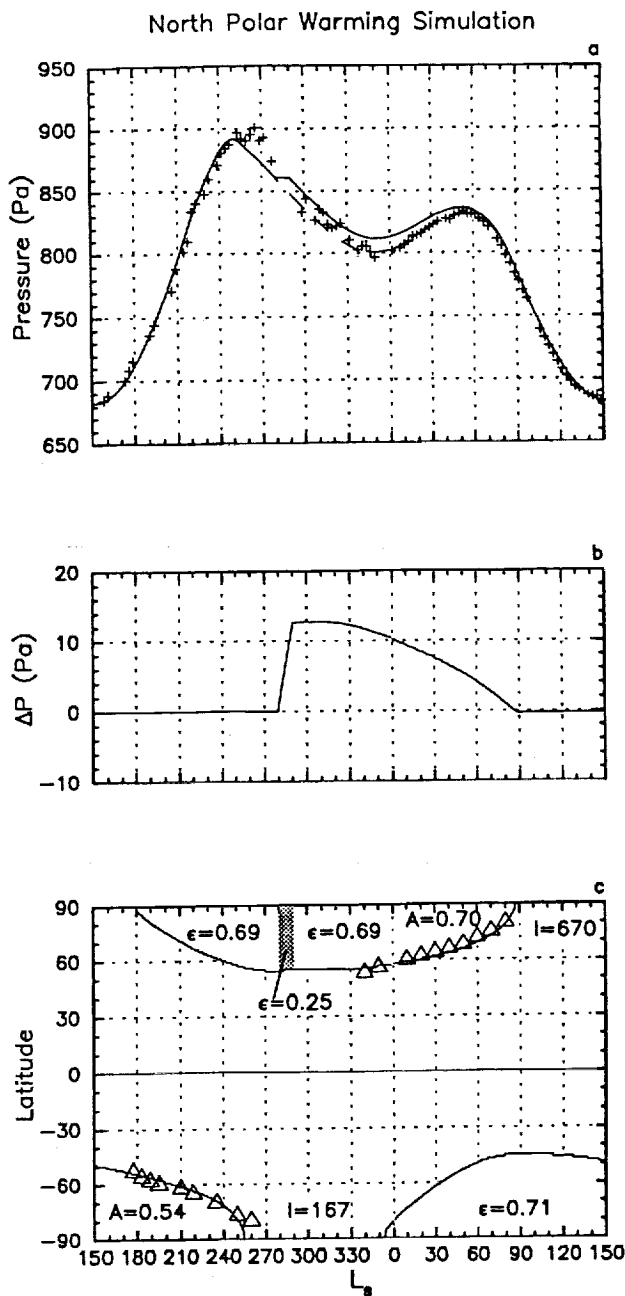 North Polar Warming Simulation
a
950
900
850
800
750
700
650
Pressure (Pa)
b
20
10
0
-10
ΔP (Pa)
c
90
60
30
0
-30
-60
-90
Latitude
ε=0.69
ε=0.69
A=0.70
I=670
ε=0.25
A=0.54
I=167
ε=0.71
150 180 210 240 270 300 330 0 30 60 90 120 150
Ls